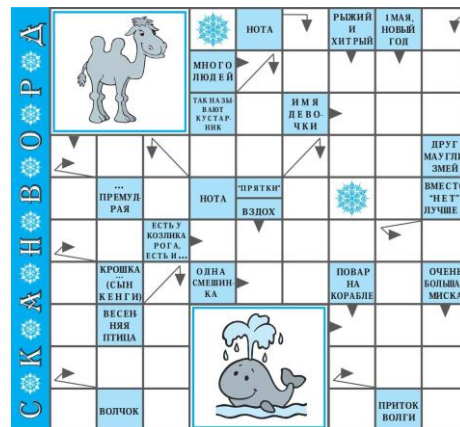 СКАНВОРД
НОТА
РЫЖИЙ
И
ХИТРЫЙ
1 МАЯ,
НОВЫЙ
ГОД
МНОГО
ЛЮДЕЙ
ТАК НАЗЫ
ВАЮТ
КУСТАР-
НИК
ИМЯ
ДЕВО-
ЧКИ
ДРУГ
МАУГЛИ
ЗМЕЙ
...
ПРЕМУД-
РАЯ
НОТА
"ПРЯТКИ"
ВЗДОХ
ВМЕСТО
"НЕТ"
ЛУЧШЕ
ЕСТЬ У
КОЗЛИКА
РОГА,
ЕСТЬ И...
КРОШКА
...
(СЫН
КЕНГИ)
ОДНА
СМЕШИН-
КА
ПОВАР
НА
КОРАБЛЕ
ОЧЕНЬ
БОЛЬШАЯ
МИСКА
ВЕСЕН-
НЯЯ
ПТИЦА
ВОЛЧОК
ПРИТОК
ВОЛГИ